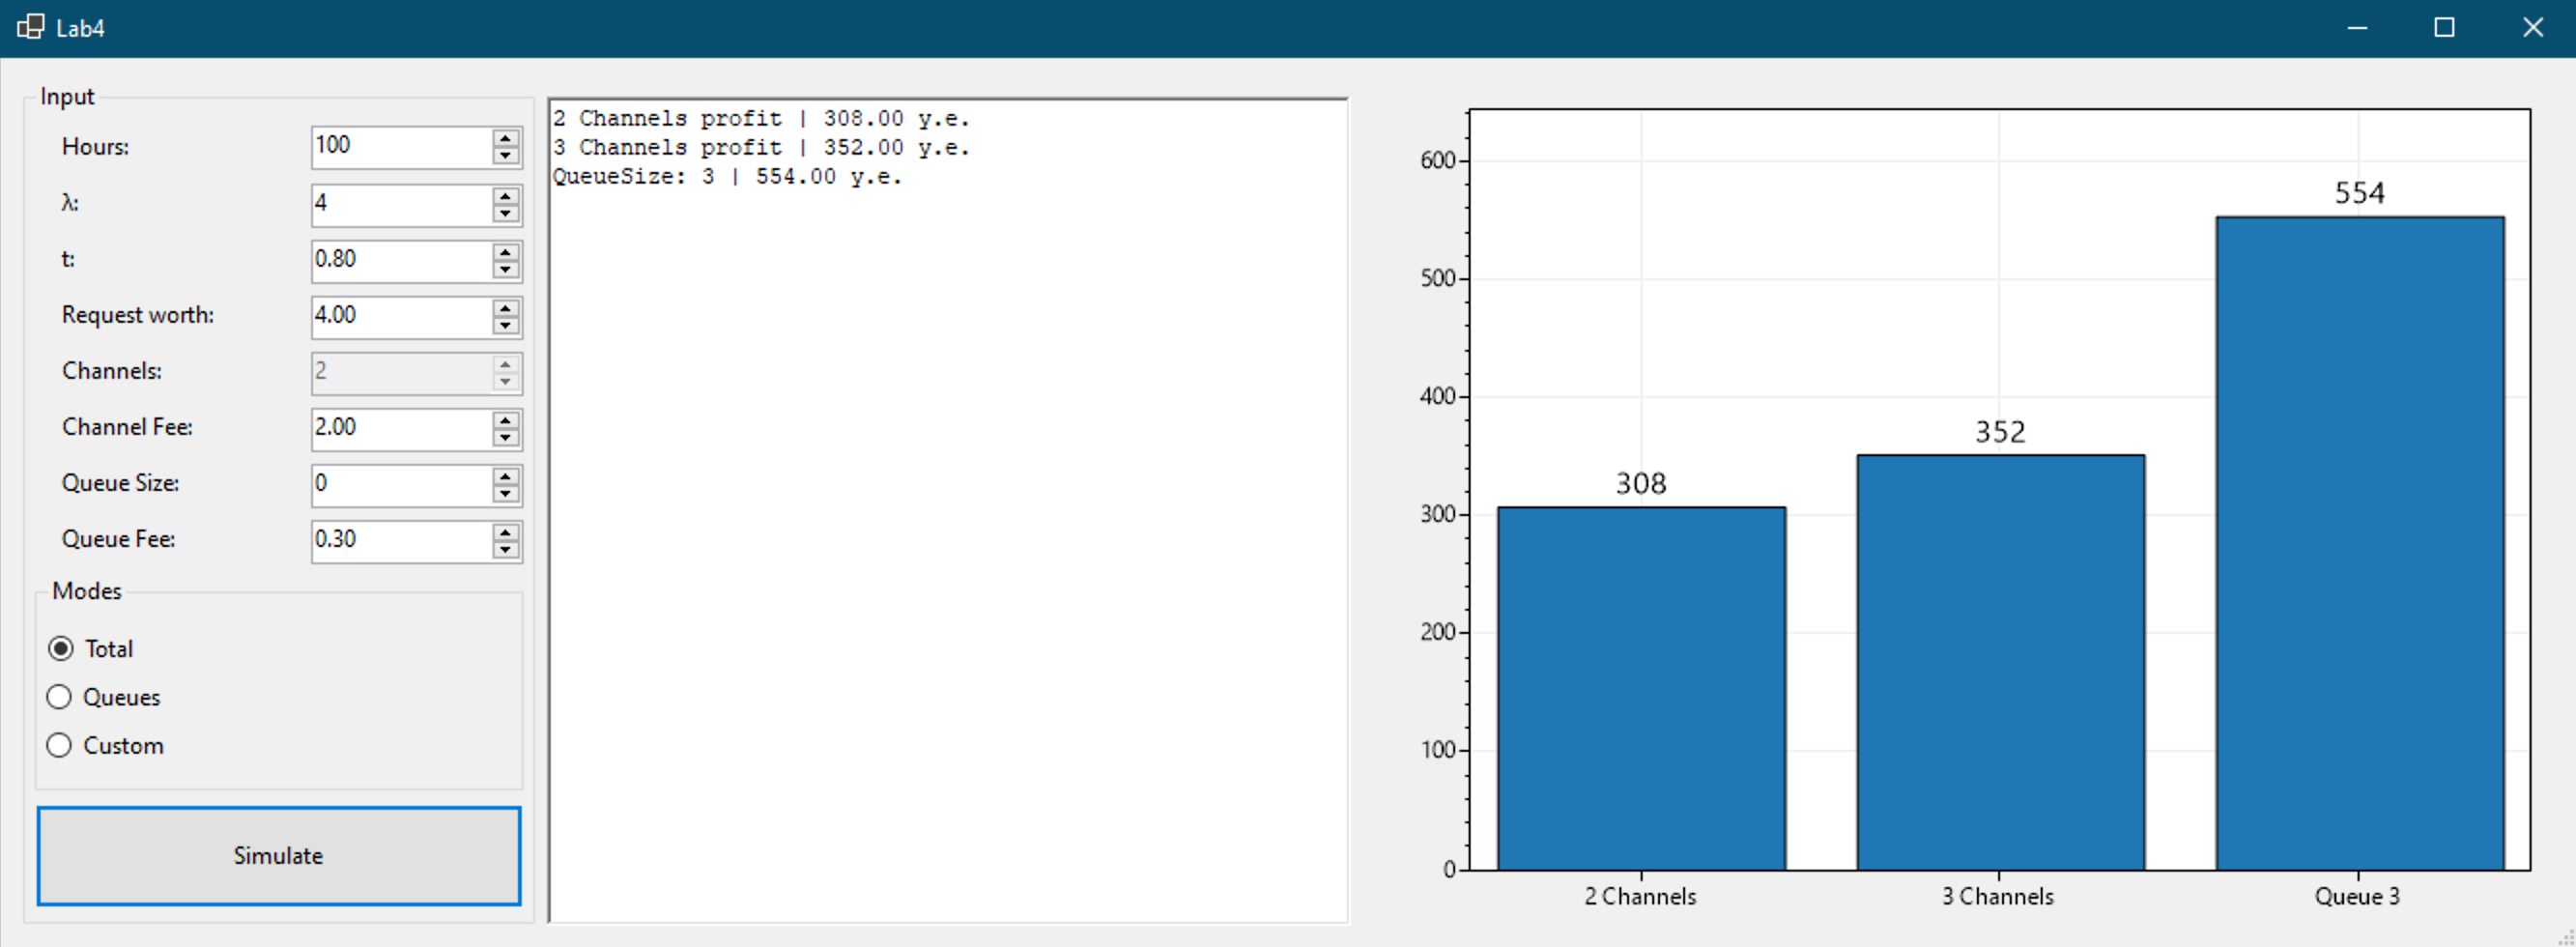 Lab4
Input
Hours: 100
λ: 4
t: 0.80
Request worth: 4.00
Channels: 2
Channel Fee: 2.00
Queue Size: 0
Queue Fee: 0.30
Modes
Total
Queues
Custom
Simulate
2 Channels profit | 308.00 y.e.
3 Channels profit | 352.00 y.e.
QueueSize: 3 | 554.00 y.e.
600
500
400
300
200
100
0
308
352
554
2 Channels
3 Channels
Queue 3